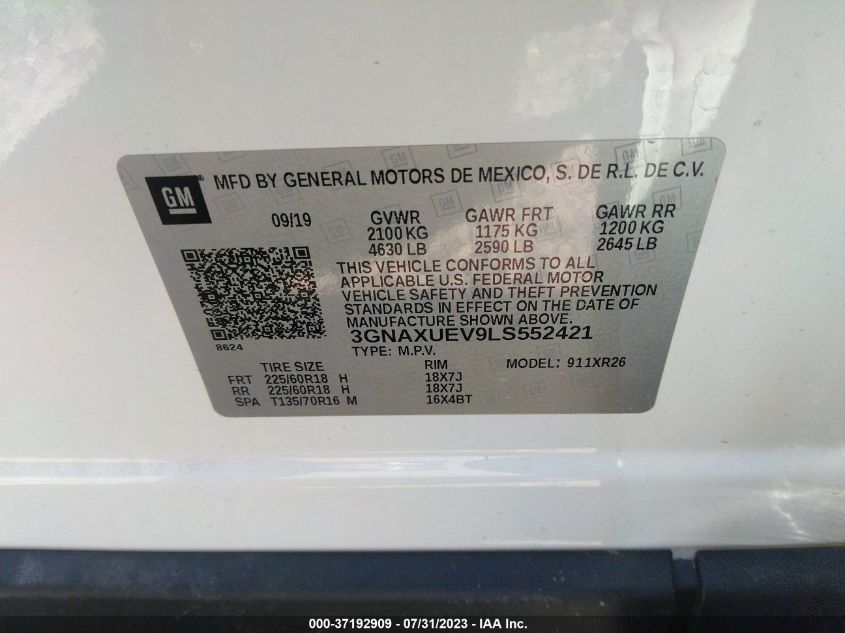 GM ® MFD BY GENERAL MOTORS DE MEXICO, S. DE R.L. DE C.V.
09/19 GVWR GAWR FRT GAWR RR
2100 KG 1175 KG 1200 KG
4630 LB 2590 LB 2645 LB
THIS VEHICLE CONFORMS TO ALL
APPLICABLE U.S. FEDERAL MOTOR
VEHICLE SAFETY AND THEFT PREVENTION
STANDARDS IN EFFECT ON THE DATE OF
MANUFACTURE SHOWN ABOVE.
3GNAXUEV9LS552421
8624 TYPE: M.P.V.
TIRE SIZE RIM MODEL: 911XR26
FRT 225/60R18 H 18X7J
RR 225/60R18 H 18X7J
SPA T135/70R16 M 16X4BT
000-37192909 / 07/31/2023 - IAA Inc.